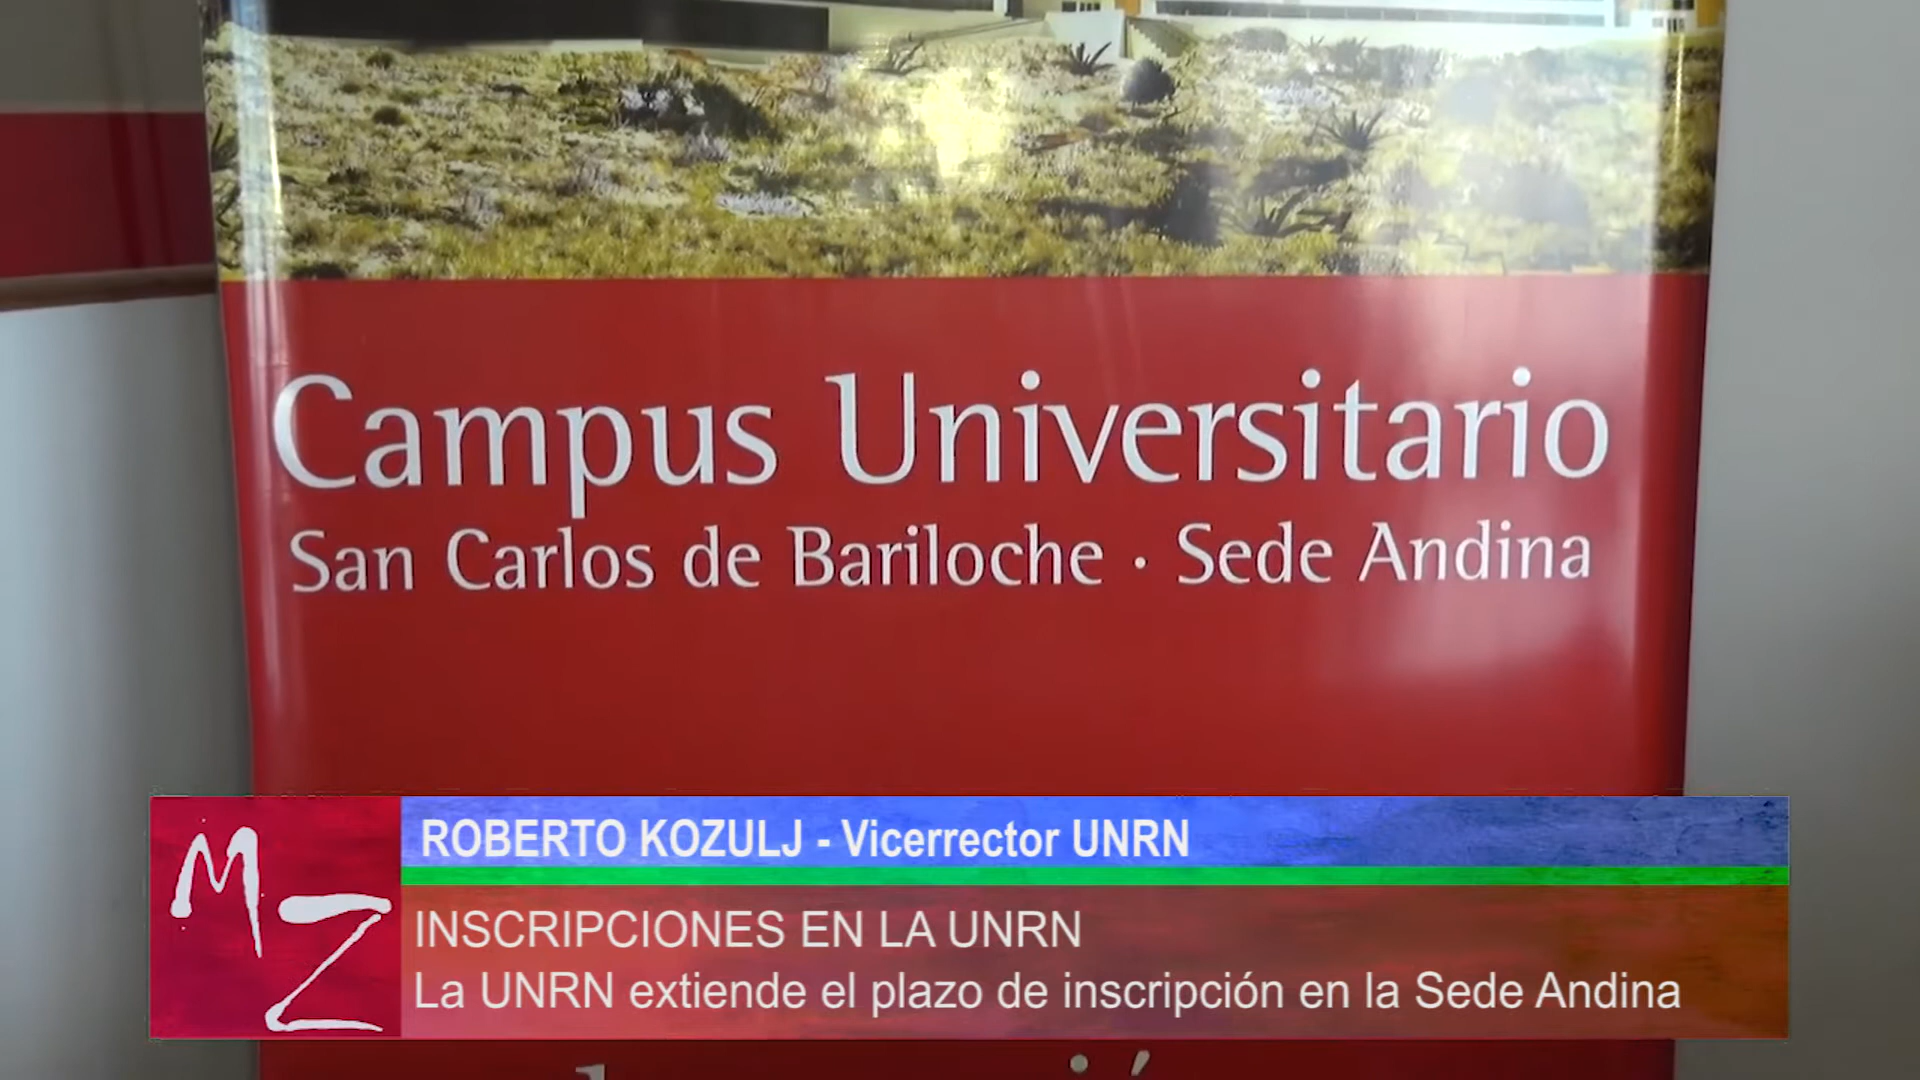 Campus Universitario
San Carlos de Bariloche · Sede Andina
MZ
ROBERTO KOZULJ - Vicerrector UNRN
INSCRIPCIONES EN LA UNRN
La UNRN extiende el plazo de inscripción en la Sede Andina